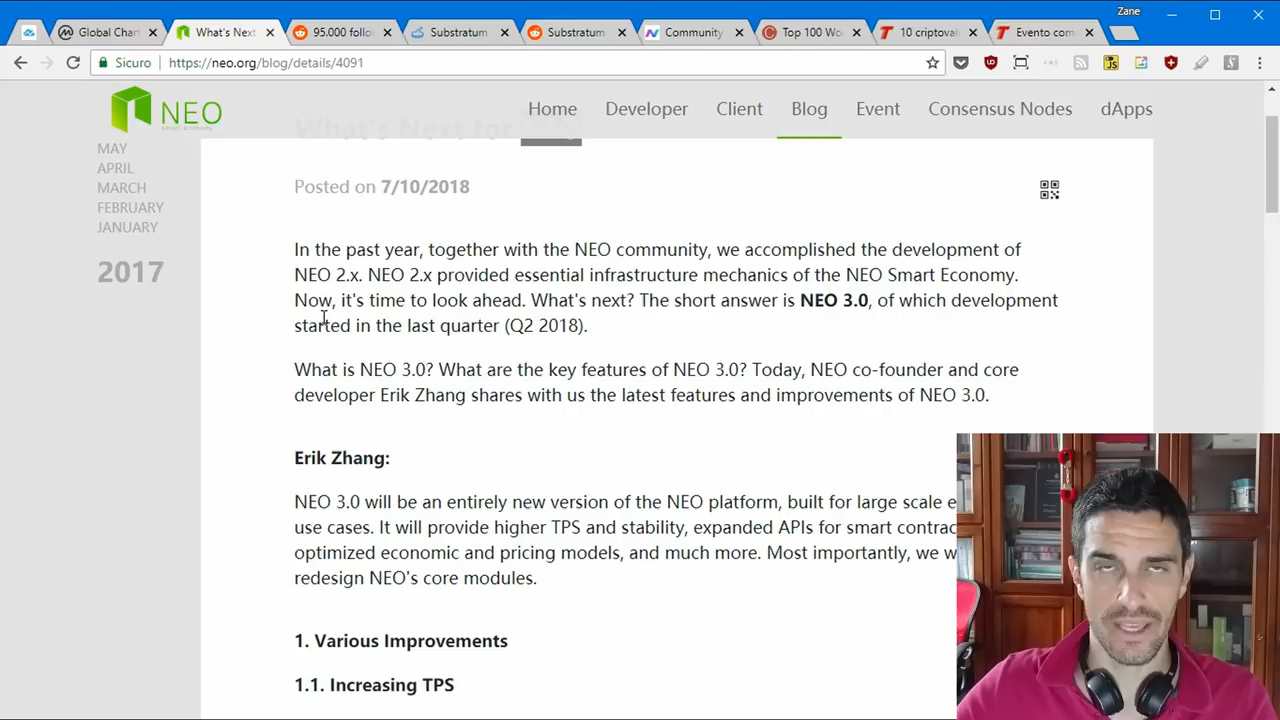 Zane
Global Char
What's Next
95.000 follo
Substratum
Substratum
Community
Top 100 Wo
10 criptoval
Evento com
Sicuro
https://neo.org/blog/details/4091
NEO
smart economy
Home
Developer
Client
Blog
Event
Consensus Nodes
dApps
What's Next for
MAY
APRIL
MARCH
FEBRUARY
JANUARY
2017
Posted on 7/10/2018
In the past year, together with the NEO community, we accomplished the development of
NEO 2.x. NEO 2.x provided essential infrastructure mechanics of the NEO Smart Economy.
Now, it's time to look ahead. What's next? The short answer is NEO 3.0, of which development
started in the last quarter (Q2 2018).
What is NEO 3.0? What are the key features of NEO 3.0? Today, NEO co-founder and core
developer Erik Zhang shares with us the latest features and improvements of NEO 3.0.
Erik Zhang:
NEO 3.0 will be an entirely new version of the NEO platform, built for large scale e
use cases. It will provide higher TPS and stability, expanded APIs for smart contrac
optimized economic and pricing models, and much more. Most importantly, we w
redesign NEO's core modules.
1. Various Improvements
1.1. Increasing TPS